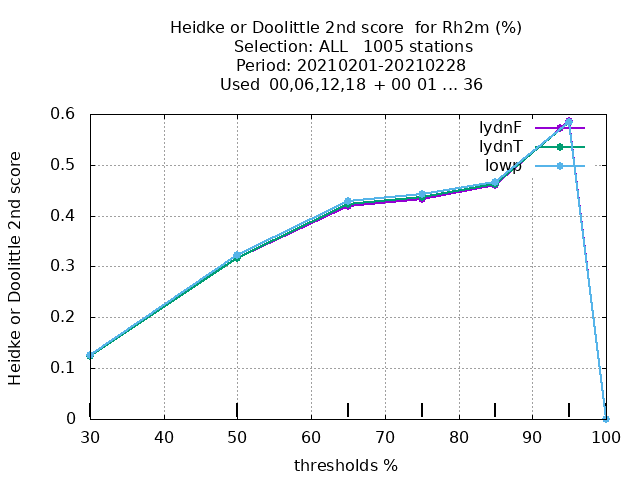 Heidke or Doolittle 2nd score  for Rh2m (%)
Selection: ALL   1005 stations
Period: 20210201-20210228
Used  00,06,12,18  + 00 01 ... 36
Heidke or Doolittle 2nd score
0.6
0.5
0.4
0.3
0.2
0.1
0
lydnF
lydnT
lowp
30 40 50 60 70 80 90 100
thresholds %